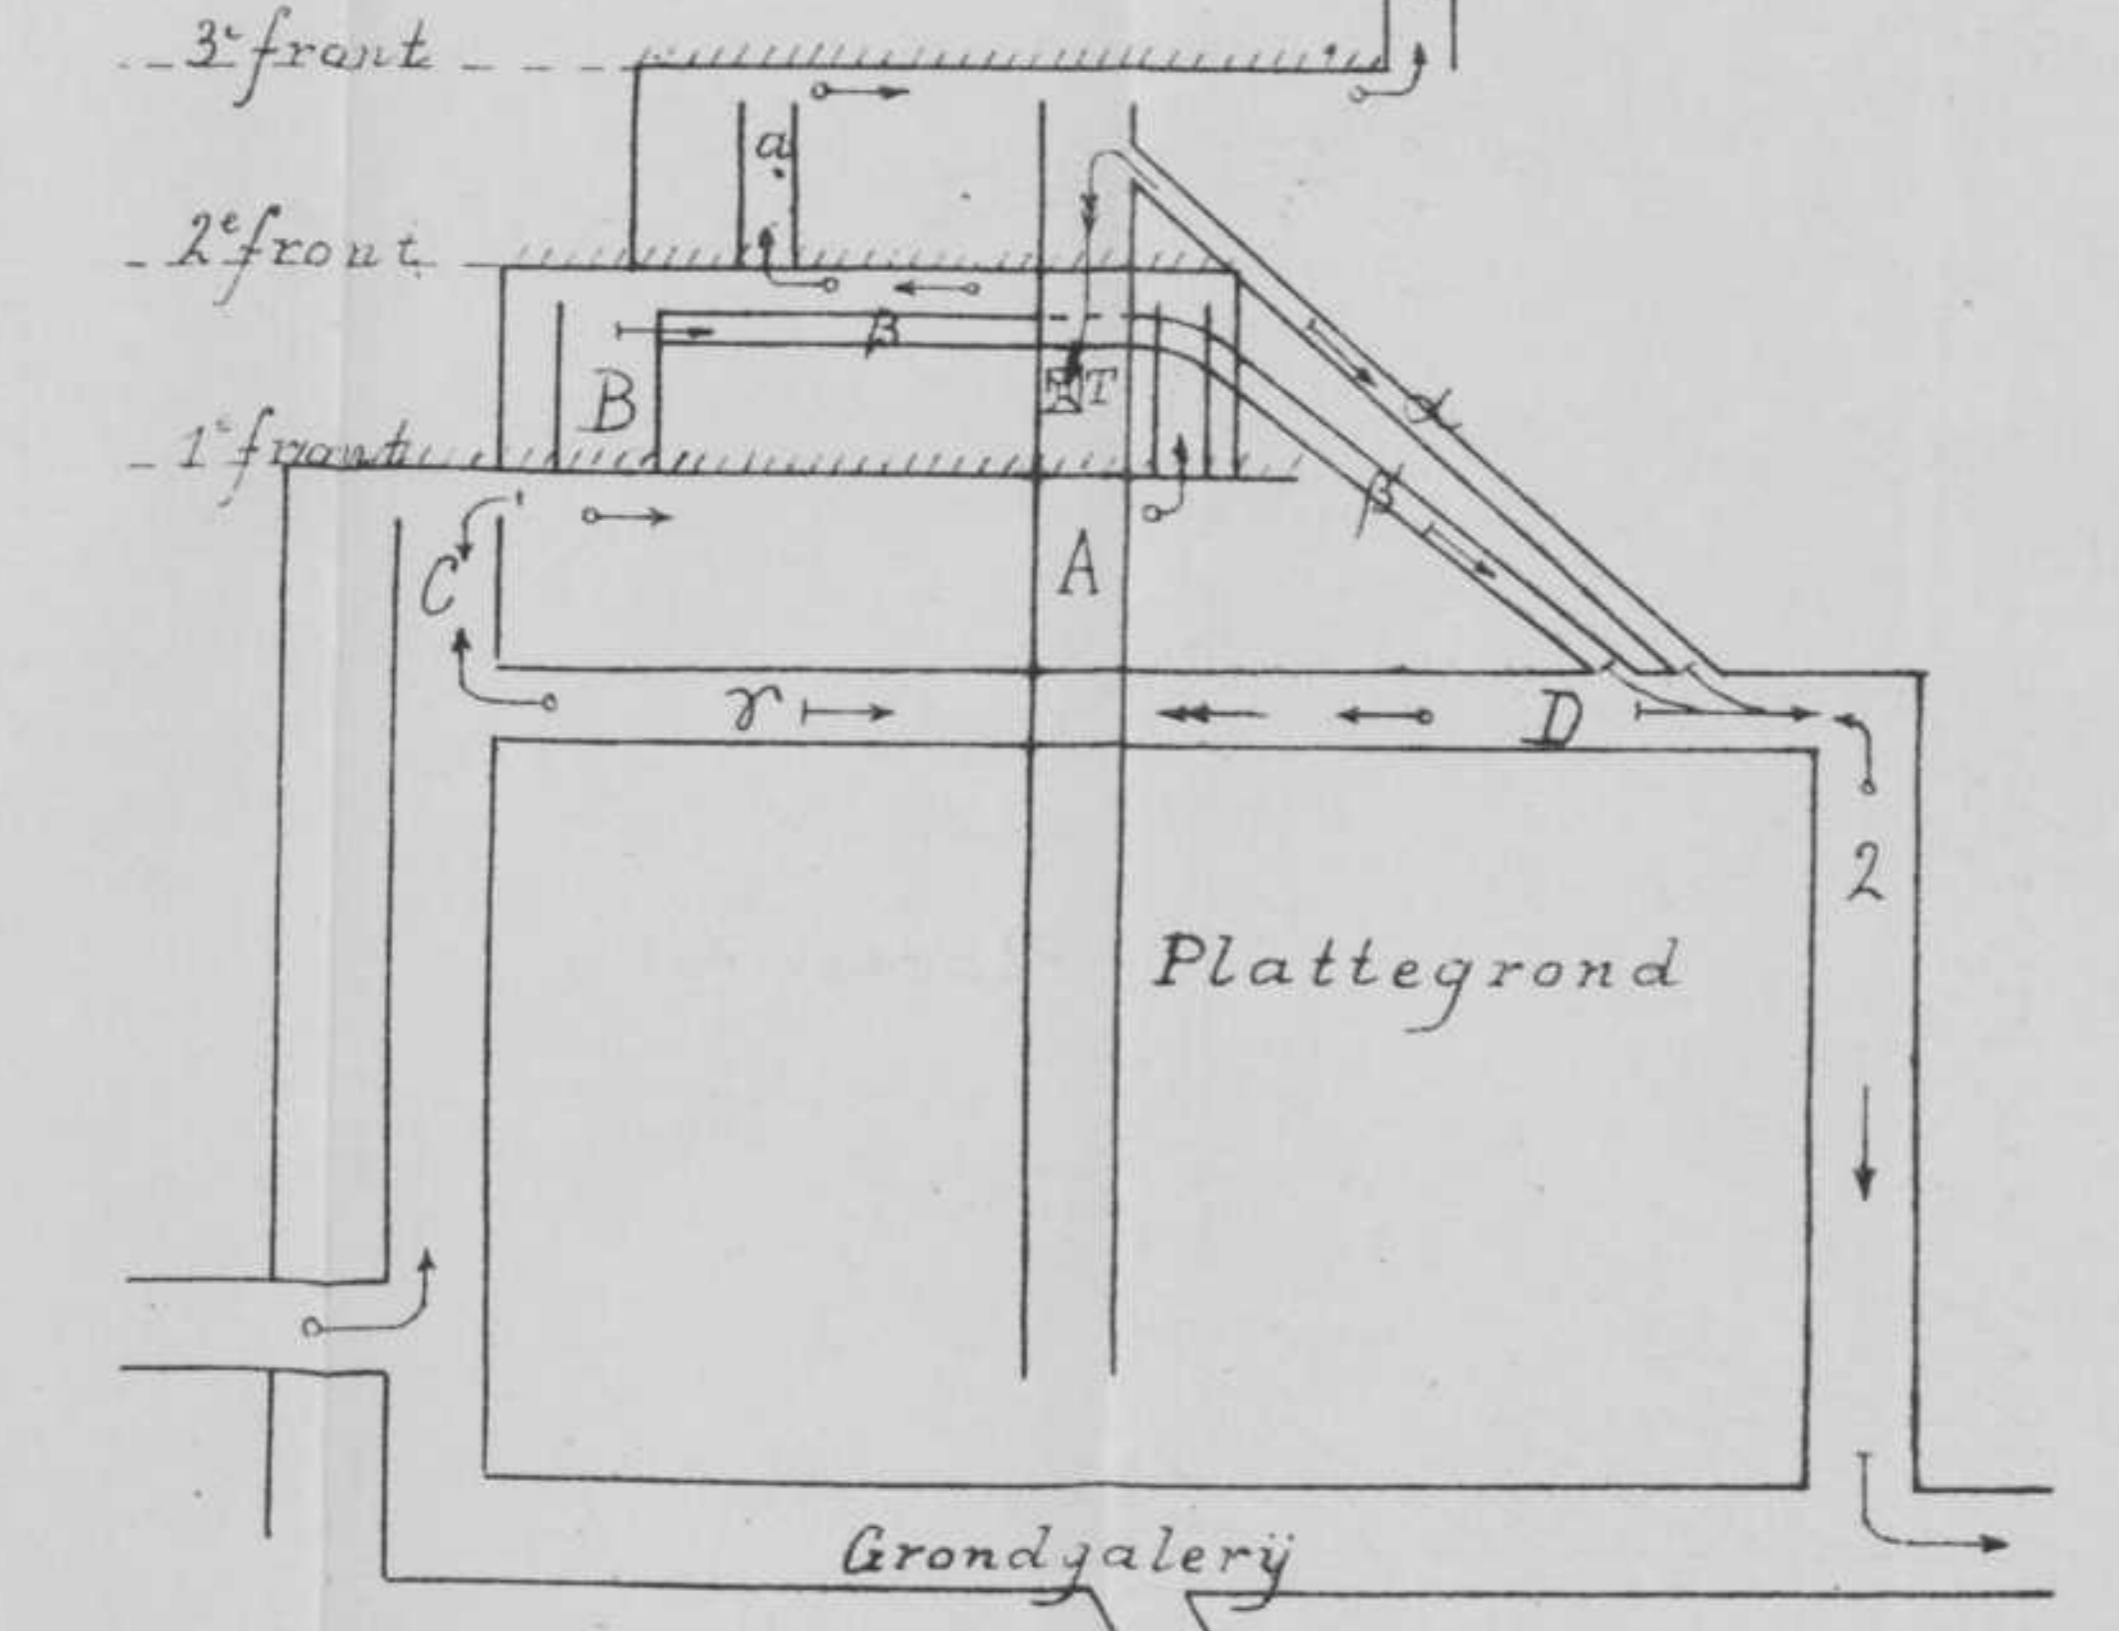 3e front
a
2e front
β
B
T
α
1e front
β
C
A
γ
D
2
Plattegrond
Grondgalerij